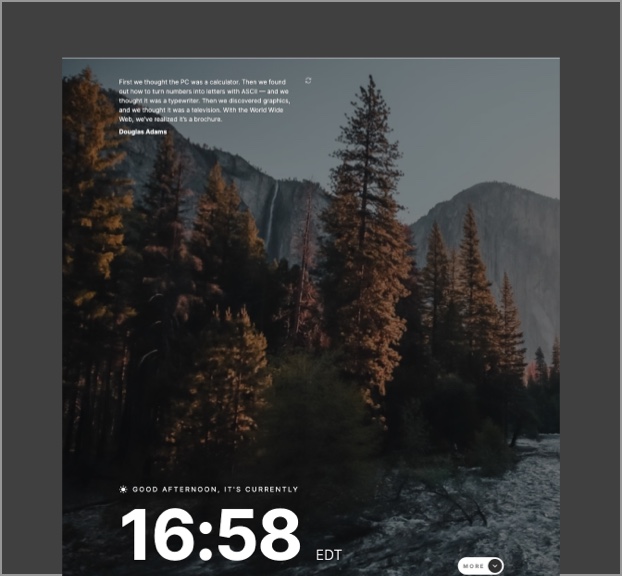 First we thought the PC was a calculator. Then we found
out how to turn numbers into letters with ASCII — and we
thought it was a typewriter. Then we discovered graphics,
and we thought it was a television. With the World Wide
Web, we've realized it's a brochure.
Douglas Adams
GOOD AFTERNOON, IT'S CURRENTLY
16:58 EDT
MORE